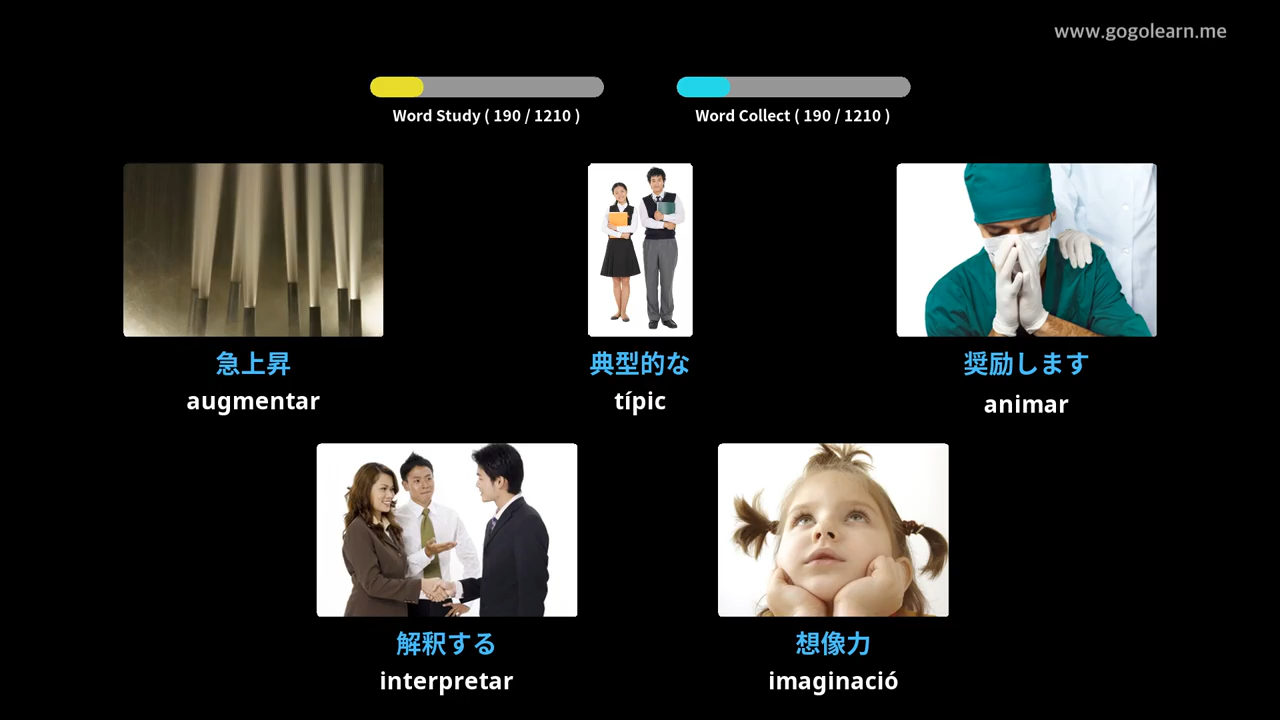 www.gogolearn.me
Word Study ( 190 / 1210 )
Word Collect ( 190 / 1210 )
急上昇
augmentar
典型的な
típic
奨励します
animar
解釈する
interpretar
想像力
imaginació